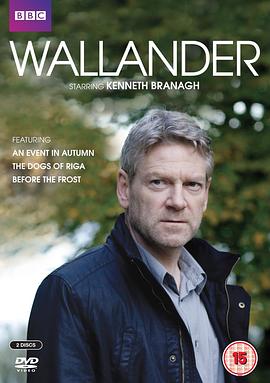 BBC
WALLANDER
STARRING KENNETH BRANAGH
FEATURING
AN EVENT IN AUTUMN
THE DOGS OF RIGA
BEFORE THE FROST
2 DISCS
DVD
VIDEO
15